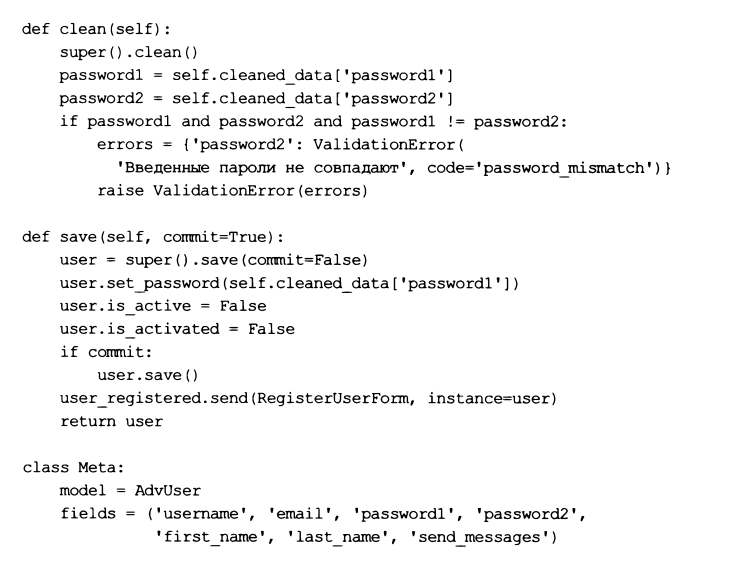 def clean(self):
    super().clean()
    password1 = self.cleaned_data['password1']
    password2 = self.cleaned_data['password2']
    if password1 and password2 and password1 != password2:
        errors = {'password2': ValidationError(
          'Введенные пароли не совпадают', code='password_mismatch')}
        raise ValidationError(errors)

def save(self, commit=True):
    user = super().save(commit=False)
    user.set_password(self.cleaned_data['password1'])
    user.is_active = False
    user.is_activated = False
    if commit:
        user.save()
    user_registered.send(RegisterUserForm, instance=user)
    return user

class Meta:
    model = AdvUser
    fields = ('username', 'email', 'password1', 'password2',
              'first_name', 'last_name', 'send_messages')